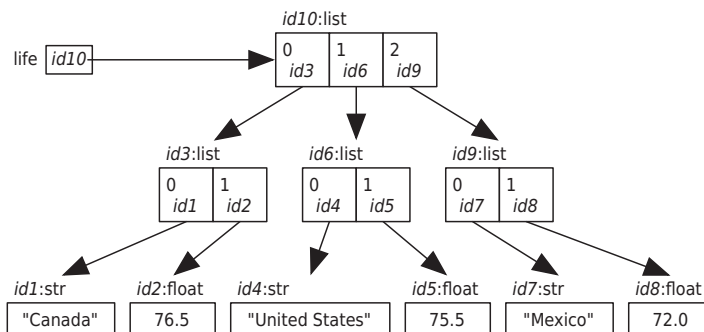 id10:list
life id10
0 1 2
id3 id6 id9
id3:list id6:list id9:list
0 1 0 1 0 1
id1 id2 id4 id5 id7 id8
id1:str id2:float id4:str id5:float id7:str id8:float
"Canada" 76.5 "United States" 75.5 "Mexico" 72.0